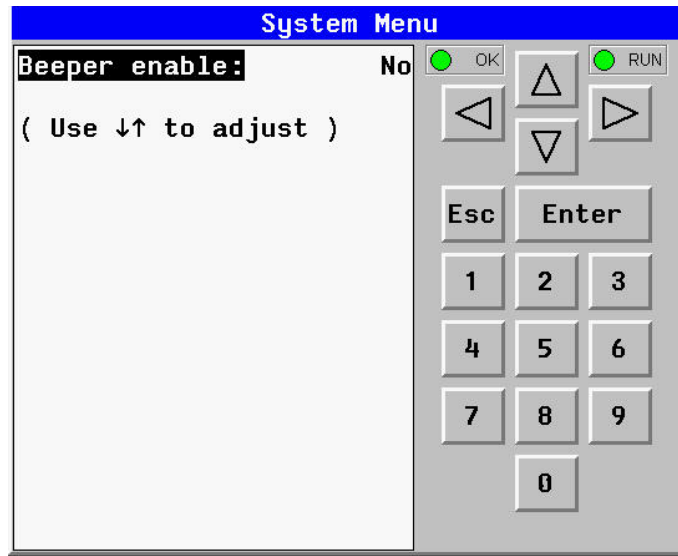 System Menu
Beeper enable: No
( Use ↓↑ to adjust )
OK
RUN
Esc
Enter
1 2 3
4 5 6
7 8 9
0